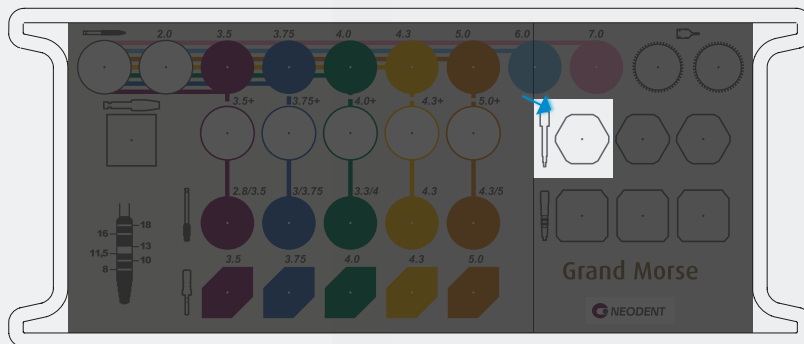 2.0 3.5 3.75 4.0 4.3 5.0 6.0 7.0
3.5+ 3.75+ 4.0+ 4.3+ 5.0+
2.8/3.5 3/3.75 3.3/4 4.3 4.3/5
18
16
13
11,5
10
8
3.5 3.75 4.0 4.3 5.0
Grand Morse
NEODENT